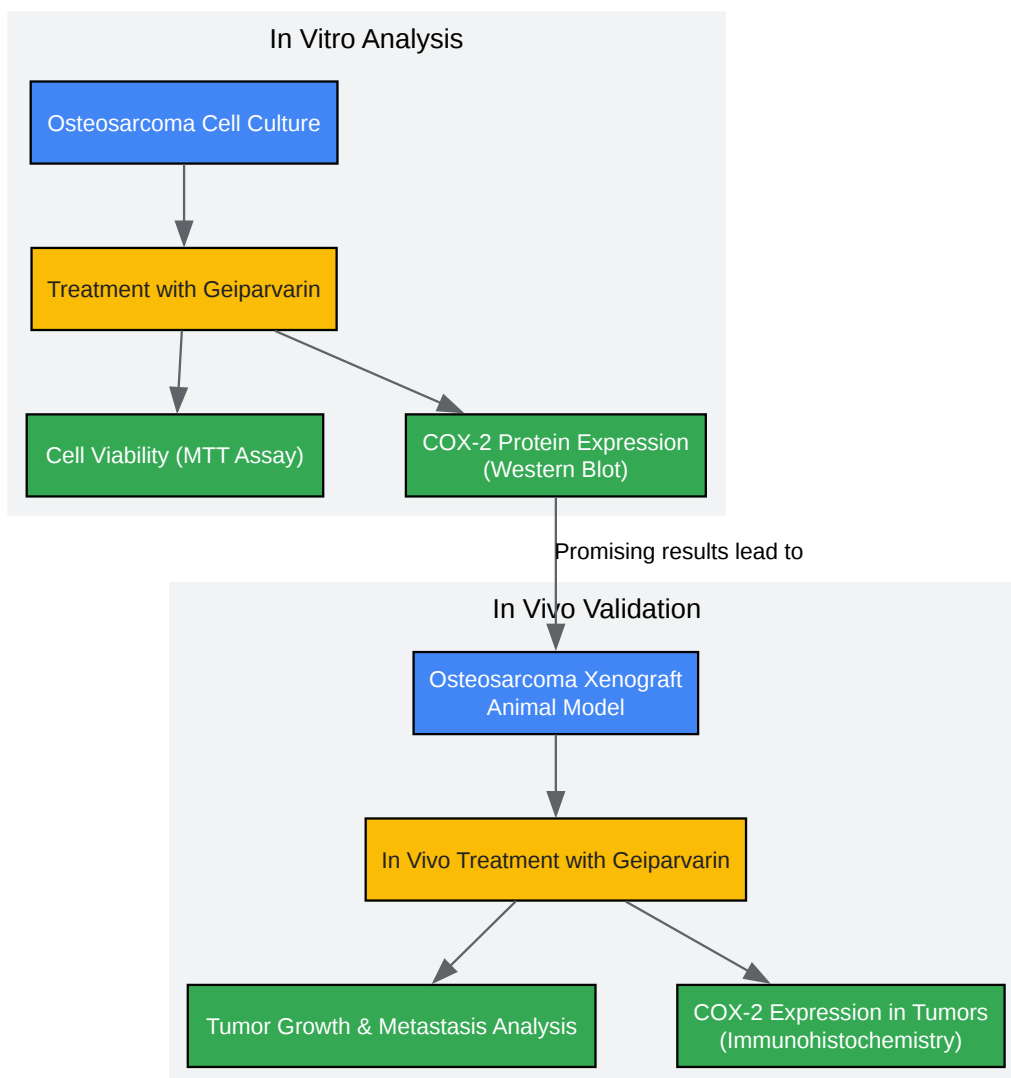 In Vitro Analysis
Osteosarcoma Cell Culture
Treatment with Geiparvarin
Cell Viability (MTT Assay)
COX-2 Protein Expression
(Western Blot)
Promising results lead to
In Vivo Validation
Osteosarcoma Xenograft
Animal Model
In Vivo Treatment with Geiparvarin
Tumor Growth & Metastasis Analysis
COX-2 Expression in Tumors
(Immunohistochemistry)